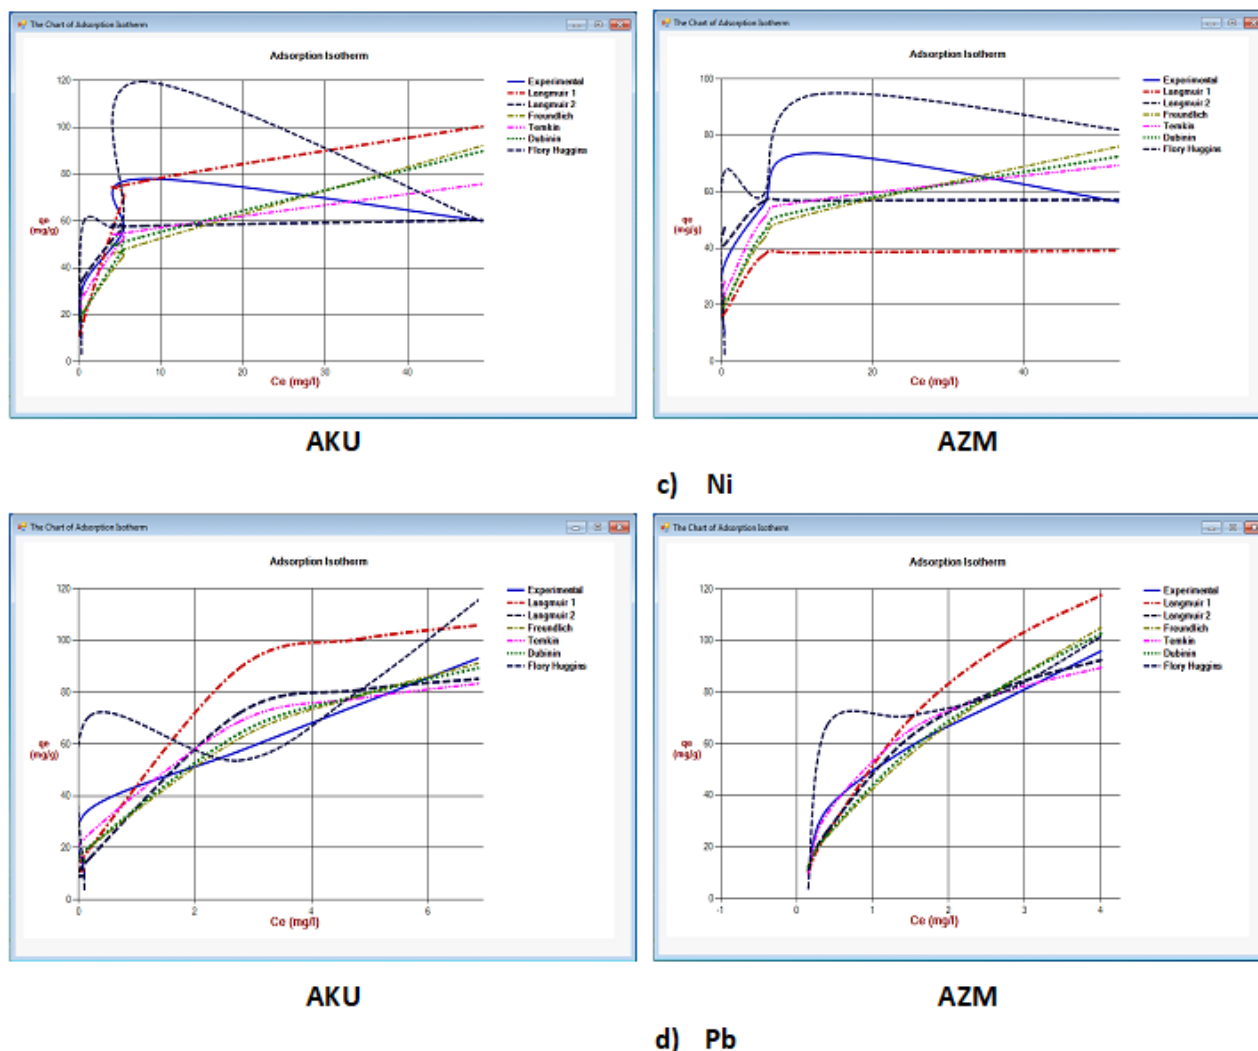 The Chart of Adsorption Isotherm
Adsorption Isotherm
120
100
80
60
40
20
0
qe
(mg/g)
0 10 20 30 40
Ce (mg/l)
Experimental
Langmuir 1
Langmuir 2
Freundlich
Temkin
Dubinin
Flory Huggins
The Chart of Adsorption Isotherm
Adsorption Isotherm
100
80
60
40
20
0
qe
(mg/g)
0 20 40
Ce (mg/l)
Experimental
Langmuir 1
Langmuir 2
Freundlich
Temkin
Dubinin
Flory Huggins
AKU AZM
c) Ni
The Chart of Adsorption Isotherm
Adsorption Isotherm
120
100
80
60
40
20
0
qe
(mg/g)
0 2 4 6
Ce (mg/l)
Experimental
Langmuir 1
Langmuir 2
Freundlich
Temkin
Dubinin
Flory Huggins
The Chart of Adsorption Isotherm
Adsorption Isotherm
120
100
80
60
40
20
0
qe
(mg/g)
-1 0 1 2 3 4
Ce (mg/l)
Experimental
Langmuir 1
Langmuir 2
Freundlich
Temkin
Dubinin
Flory Huggins
AKU AZM
d) Pb